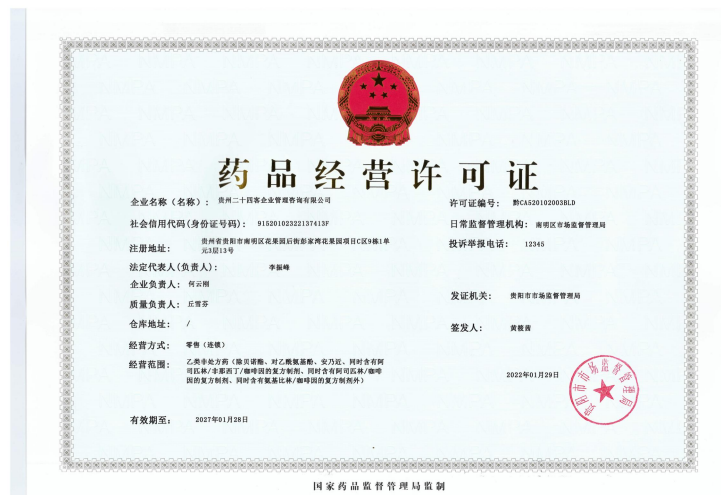 药品经营许可证
企业名称（名称）： 贵州二十四客企业管理咨询有限公司
许可证编号： 黔CA520102003BLD
社会信用代码(身份证号码)： 91520102322137413F
日常监督管理机构： 南明区市场监督管理局
注册地址： 贵州省贵阳市南明区花果园后街彭家湾花果园项目C区9栋1单
元3层13号
投诉举报电话： 12345
法定代表人(负责人)： 李振峰
企业负责人： 何云刚
质量负责人： 丘雪芬
发证机关： 贵阳市市场监督管理局
仓库地址： /
签发人： 黄筱茜
经营方式： 零售（连锁）
经营范围： 乙类非处方药（除贝诺酯、对乙酰氨基酚、安乃近、同时含有阿
司匹林/非那西丁/咖啡因的复方制剂、同时含有阿司匹林/咖啡
因的复方制剂、同时含有氨基比林/咖啡因的复方制剂外）
2022年01月29日
贵阳市市场监督管理局
有效期至： 2027年01月28日
国家药品监督管理局监制